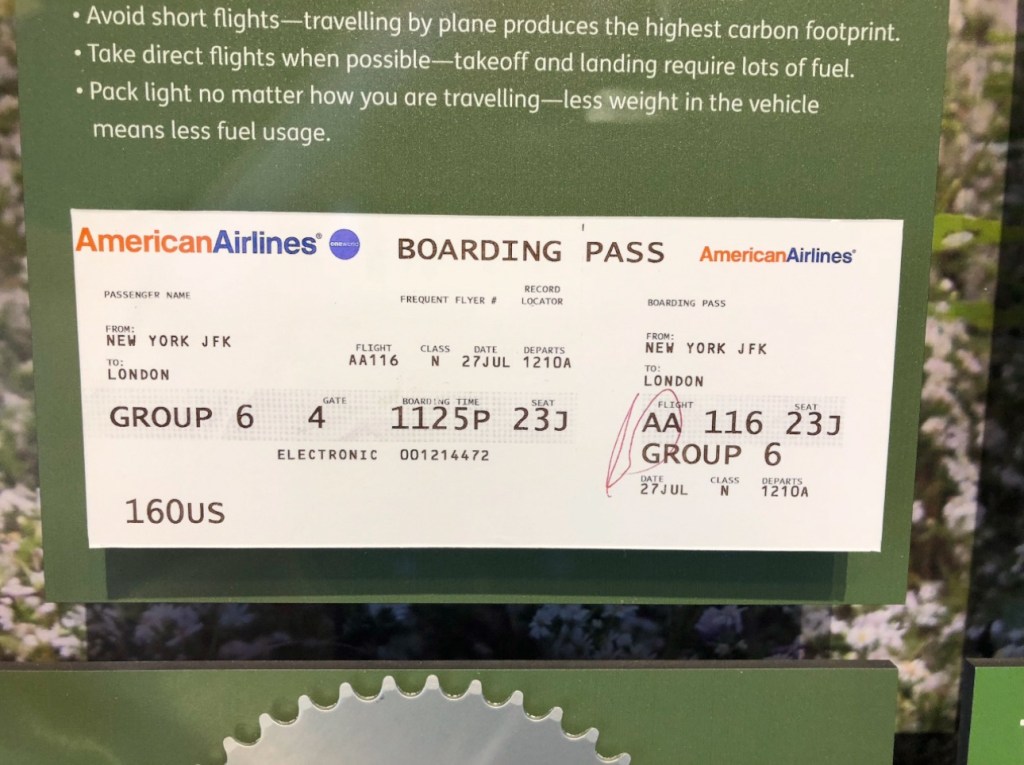 • Avoid short flights—travelling by plane produces the highest carbon footprint.
• Take direct flights when possible—takeoff and landing require lots of fuel.
• Pack light no matter how you are travelling—less weight in the vehicle
means less fuel usage.
AmericanAirlines® oneworld BOARDING PASS AmericanAirlines®
PASSENGER NAME FREQUENT FLYER # RECORD LOCATOR BOARDING PASS
FROM:
NEW YORK JFK
TO:
LONDON
FLIGHT CLASS DATE DEPARTS
AA116 N 27JUL 1210A
GATE BOARDING TIME SEAT
GROUP 6 4 1125P 23J
ELECTRONIC 001214472
160US
FROM:
NEW YORK JFK
TO:
LONDON
FLIGHT SEAT
AA 116 23J
GROUP 6
DATE CLASS DEPARTS
27JUL N 1210A